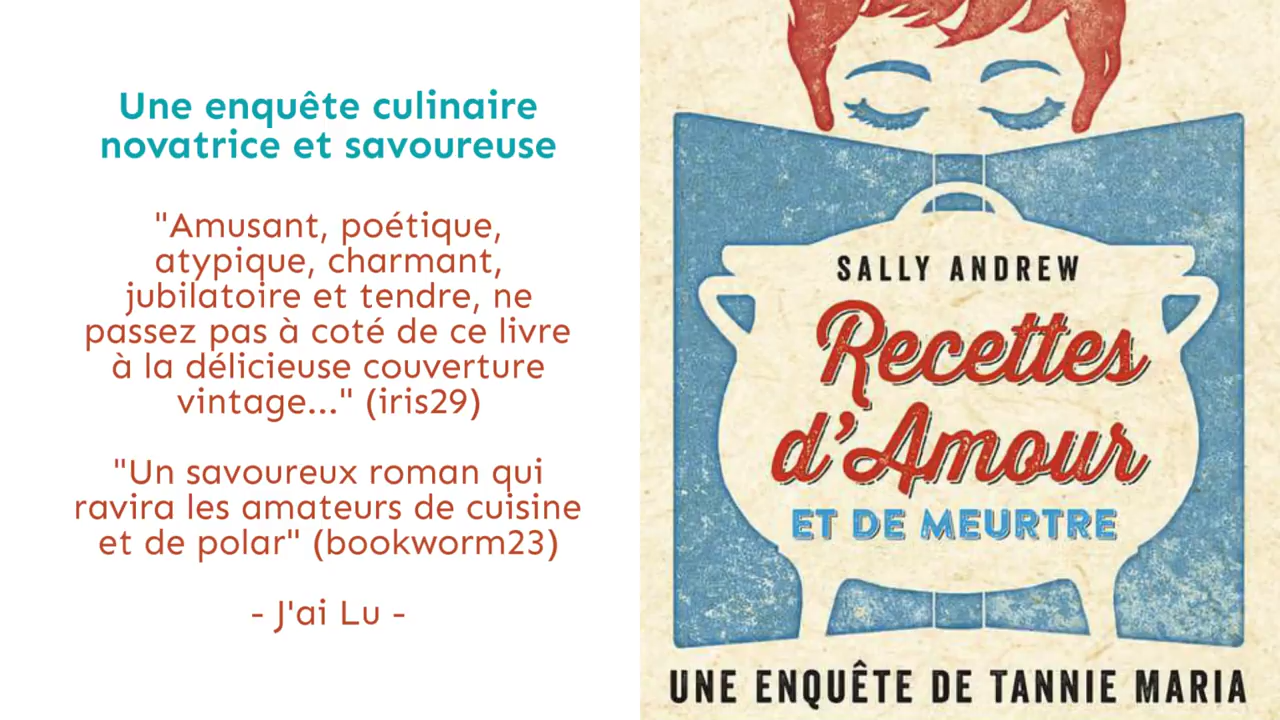 Une enquête culinaire
novatrice et savoureuse
"Amusant, poétique,
atypique, charmant,
jubilatoire et tendre, ne
passez pas à coté de ce livre
à la délicieuse couverture
vintage..." (iris29)
"Un savoureux roman qui
ravira les amateurs de cuisine
et de polar" (bookworm23)
- J'ai Lu -
SALLY ANDREW
Recettes
d'Amour
ET DE MEURTRE
UNE ENQUÊTE DE TANNIE MARIA